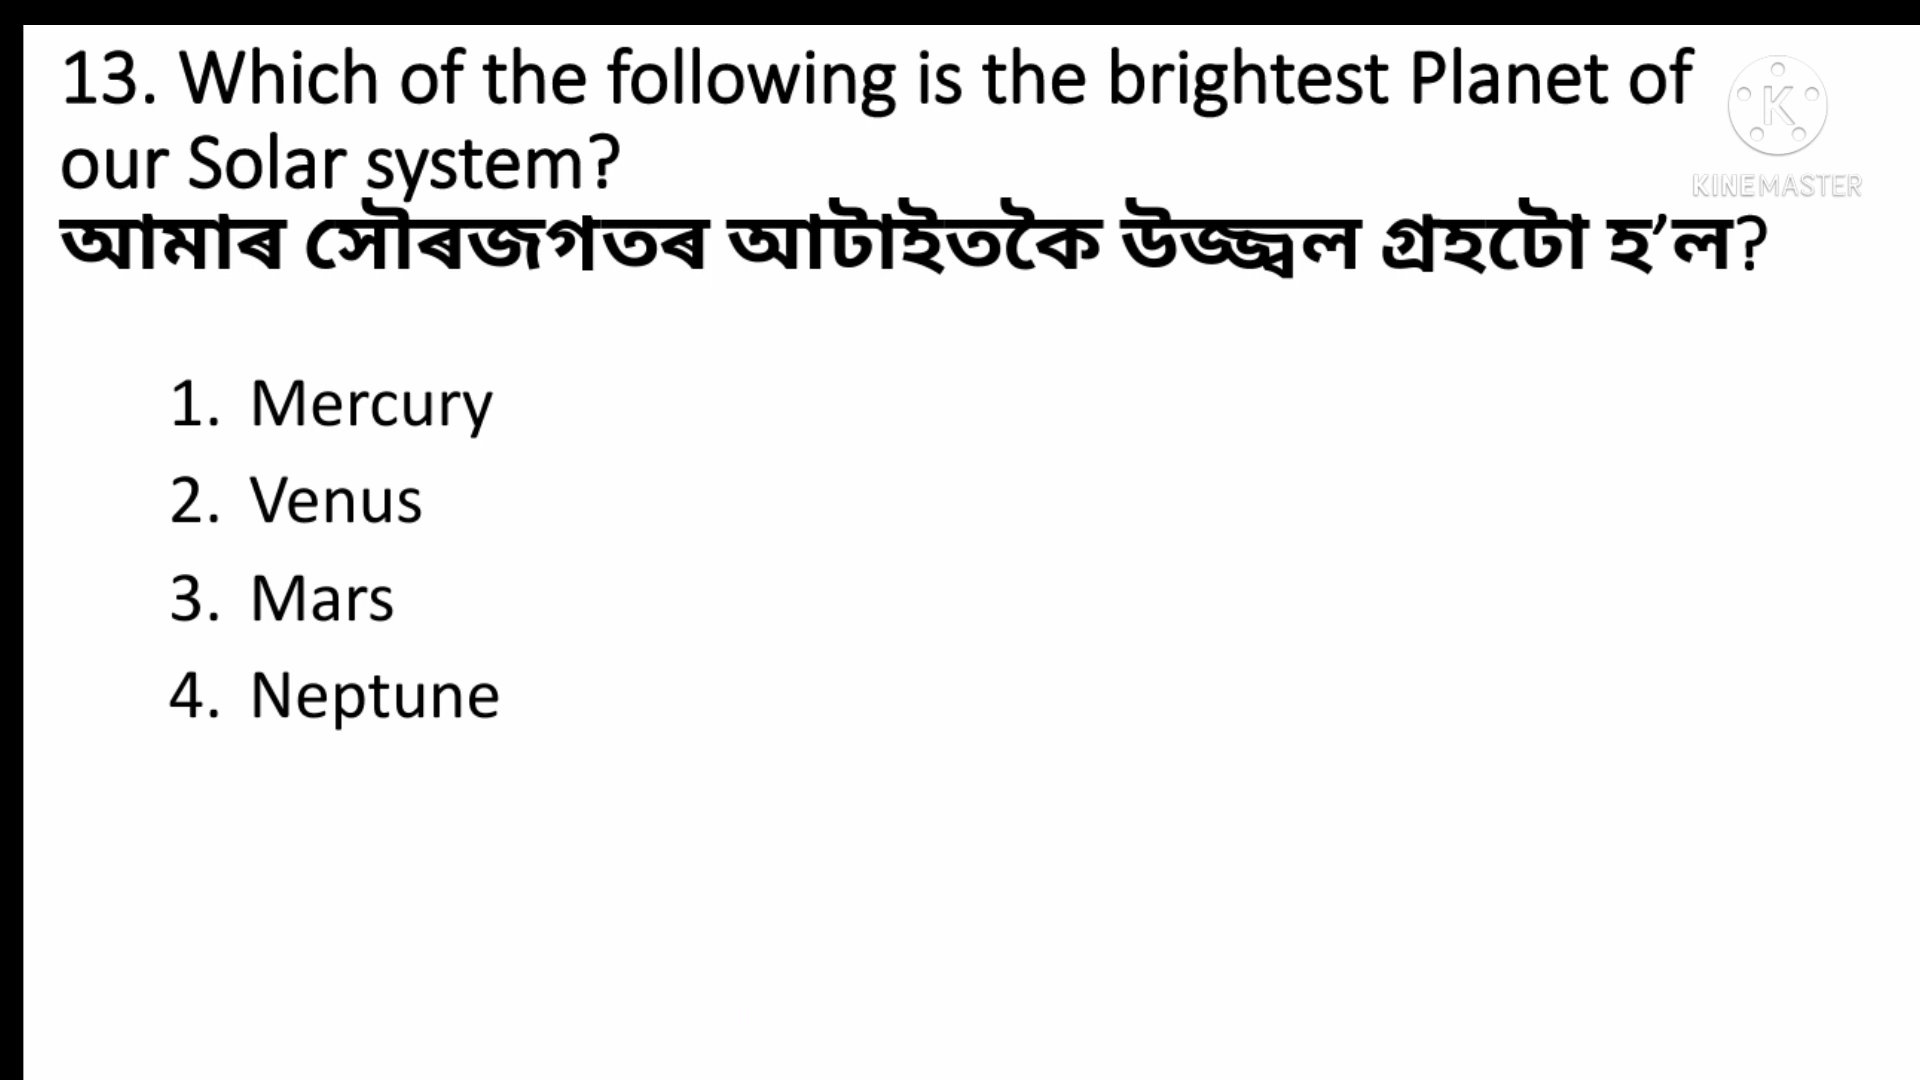 13. Which of the following is the brightest Planet of
our Solar system?
আমাৰ সৌৰজগতৰ আটাইতকৈ উজ্জ্বল গ্ৰহটো হ’ল?
1. Mercury
2. Venus
3. Mars
4. Neptune
K
KINEMASTER